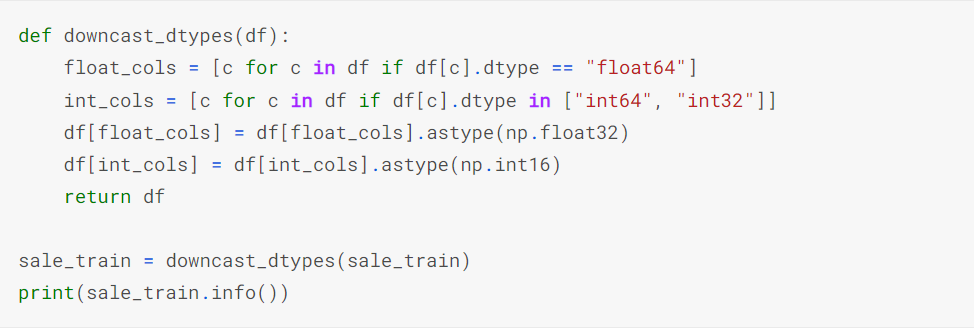 def downcast_dtypes(df):
    float_cols = [c for c in df if df[c].dtype == "float64"]
    int_cols = [c for c in df if df[c].dtype in ["int64", "int32"]]
    df[float_cols] = df[float_cols].astype(np.float32)
    df[int_cols] = df[int_cols].astype(np.int16)
    return df

sale_train = downcast_dtypes(sale_train)
print(sale_train.info())